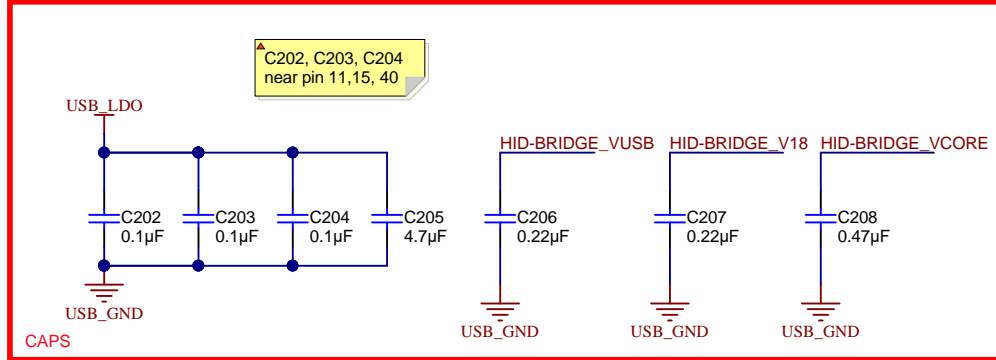 C202, C203, C204
near pin 11,15, 40
USB_LDO
HID-BRIDGE_VUSB
HID-BRIDGE_V18
HID-BRIDGE_VCORE
C202
0.1µF
C203
0.1µF
C204
0.1µF
C205
4.7µF
C206
0.22µF
C207
0.22µF
C208
0.47µF
USB_GND
USB_GND
USB_GND
USB_GND
CAPS